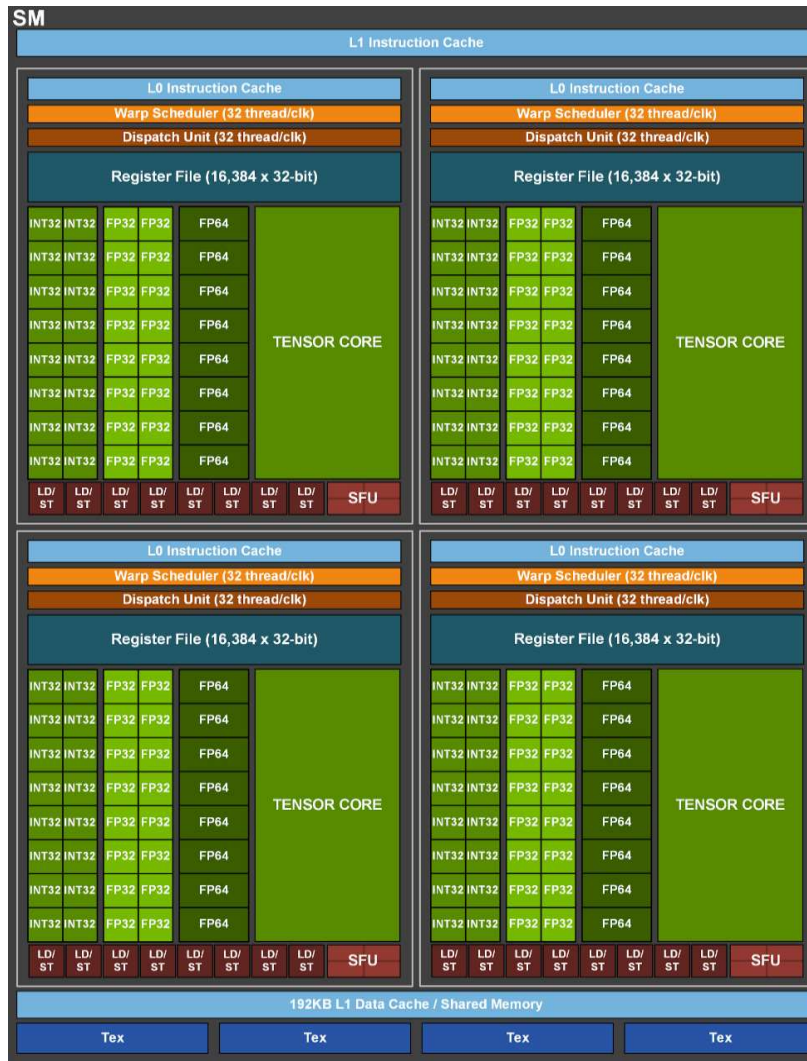 SM
L1 Instruction Cache
L0 Instruction Cache
Warp Scheduler (32 thread/clk)
Dispatch Unit (32 thread/clk)
Register File (16,384 x 32-bit)
INT32 INT32 FP32 FP32 FP64
INT32 INT32 FP32 FP32 FP64
INT32 INT32 FP32 FP32 FP64
INT32 INT32 FP32 FP32 FP64
TENSOR CORE
INT32 INT32 FP32 FP32 FP64
INT32 INT32 FP32 FP32 FP64
INT32 INT32 FP32 FP32 FP64
INT32 INT32 FP32 FP32 FP64
LD/ LD/ LD/ LD/ LD/ LD/ LD/ LD/ SFU
ST ST ST ST ST ST ST ST
L0 Instruction Cache
Warp Scheduler (32 thread/clk)
Dispatch Unit (32 thread/clk)
Register File (16,384 x 32-bit)
INT32 INT32 FP32 FP32 FP64
INT32 INT32 FP32 FP32 FP64
INT32 INT32 FP32 FP32 FP64
INT32 INT32 FP32 FP32 FP64
TENSOR CORE
INT32 INT32 FP32 FP32 FP64
INT32 INT32 FP32 FP32 FP64
INT32 INT32 FP32 FP32 FP64
INT32 INT32 FP32 FP32 FP64
LD/ LD/ LD/ LD/ LD/ LD/ LD/ LD/ SFU
ST ST ST ST ST ST ST ST
L0 Instruction Cache
Warp Scheduler (32 thread/clk)
Dispatch Unit (32 thread/clk)
Register File (16,384 x 32-bit)
INT32 INT32 FP32 FP32 FP64
INT32 INT32 FP32 FP32 FP64
INT32 INT32 FP32 FP32 FP64
INT32 INT32 FP32 FP32 FP64
TENSOR CORE
INT32 INT32 FP32 FP32 FP64
INT32 INT32 FP32 FP32 FP64
INT32 INT32 FP32 FP32 FP64
INT32 INT32 FP32 FP32 FP64
LD/ LD/ LD/ LD/ LD/ LD/ LD/ LD/ SFU
ST ST ST ST ST ST ST ST
L0 Instruction Cache
Warp Scheduler (32 thread/clk)
Dispatch Unit (32 thread/clk)
Register File (16,384 x 32-bit)
INT32 INT32 FP32 FP32 FP64
INT32 INT32 FP32 FP32 FP64
INT32 INT32 FP32 FP32 FP64
INT32 INT32 FP32 FP32 FP64
TENSOR CORE
INT32 INT32 FP32 FP32 FP64
INT32 INT32 FP32 FP32 FP64
INT32 INT32 FP32 FP32 FP64
INT32 INT32 FP32 FP32 FP64
LD/ LD/ LD/ LD/ LD/ LD/ LD/ LD/ SFU
ST ST ST ST ST ST ST ST
192KB L1 Data Cache / Shared Memory
Tex Tex Tex Tex